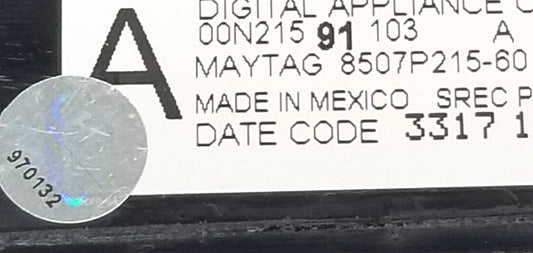 DIGITAL APPLIANCE C
A
00N215 91 103 A
MAYTAG 8507P215-60
MADE IN MEXICO SREC P
DATE CODE 3317 1
970132